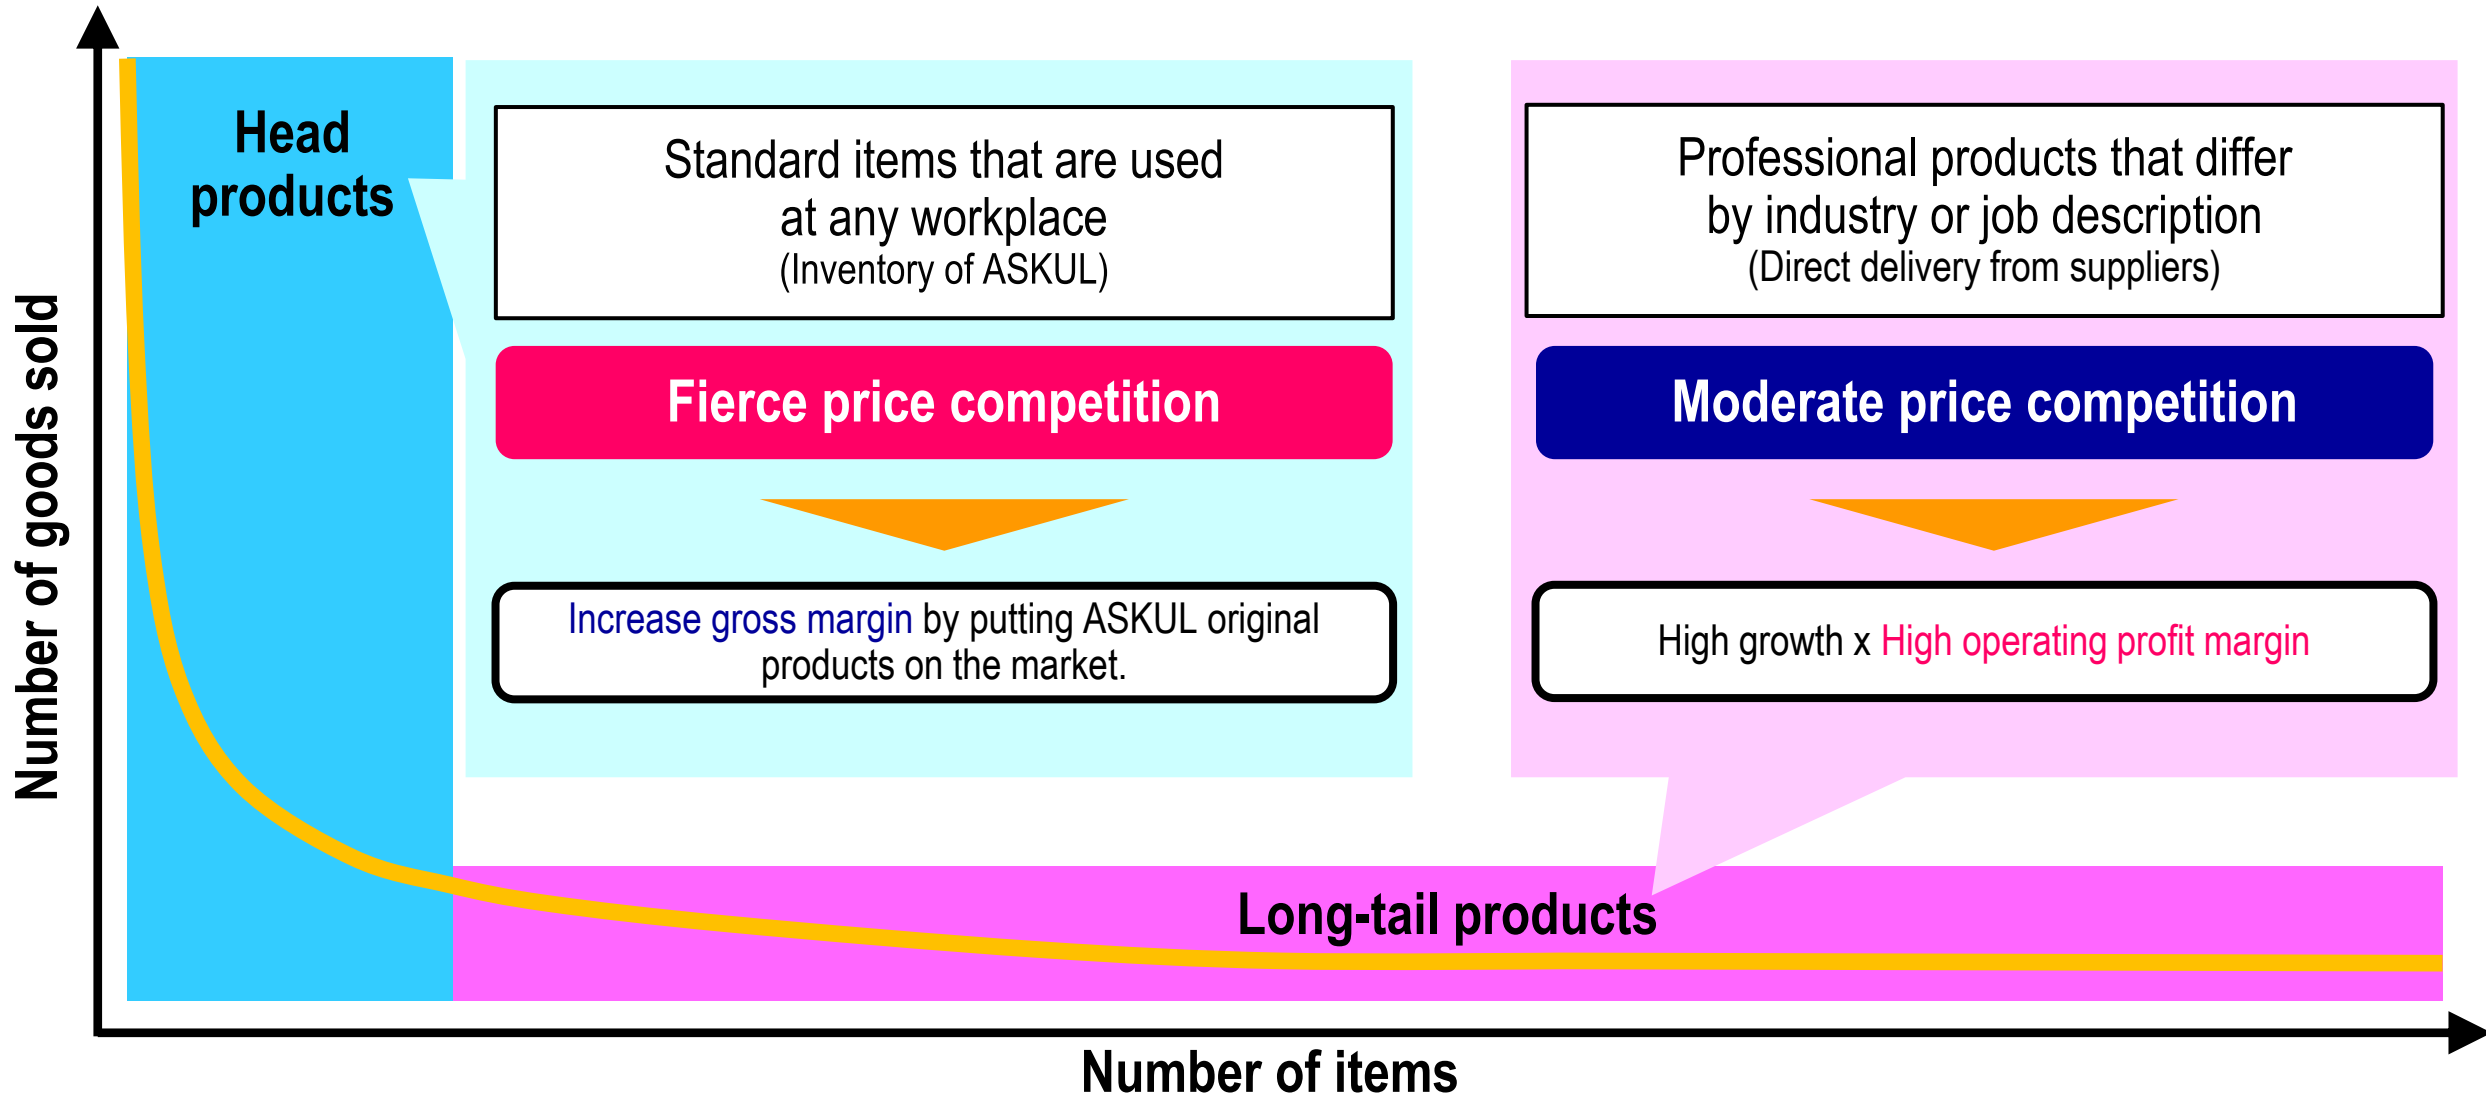 Number of goods sold
Head
products
Standard items that are used
at any workplace
(Inventory of ASKUL)
Fierce price competition
Increase gross margin by putting ASKUL original
products on the market.
Professional products that differ
by industry or job description
(Direct delivery from suppliers)
Moderate price competition
High growth x High operating profit margin
Long-tail products
Number of items